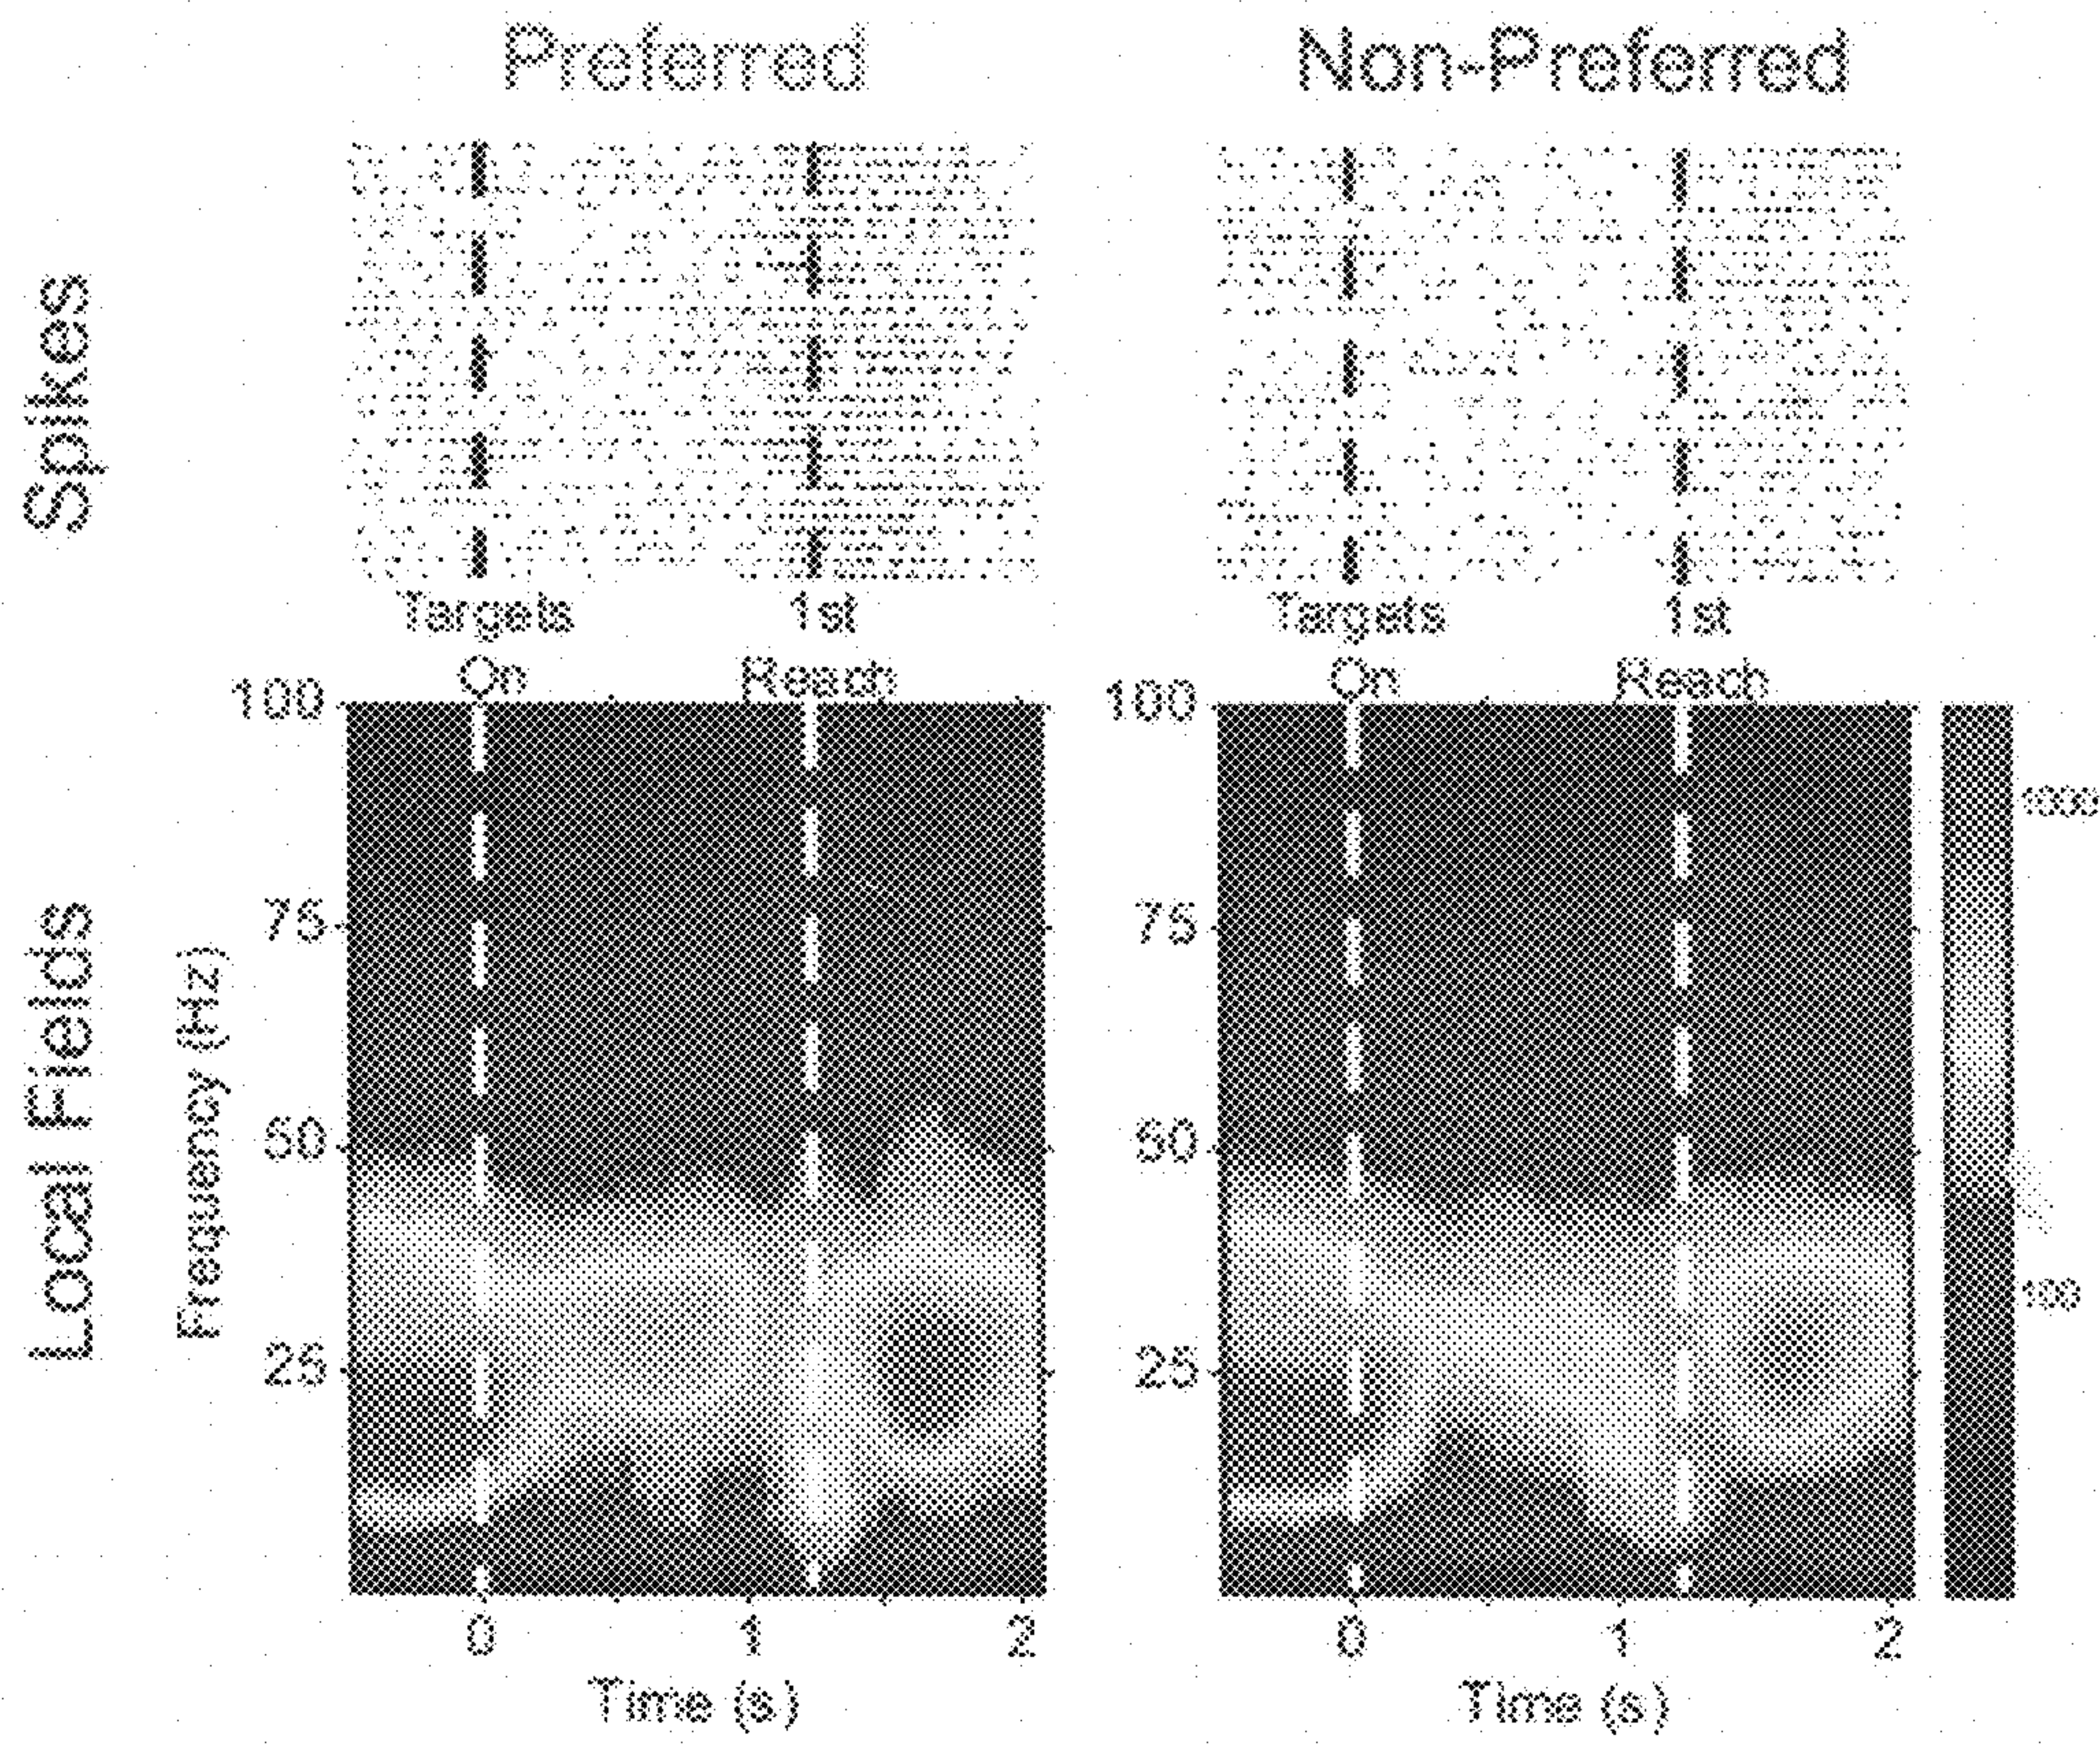 Preferred
Non-Preferred
Spikes
Targets
On
1st
Reach
Targets
On
1st
Reach
Local Fields
Frequency (Hz)
100
75
50
25
100
75
50
25
1000
100
0
1
2
0
1
2
Time (s)
Time (s)